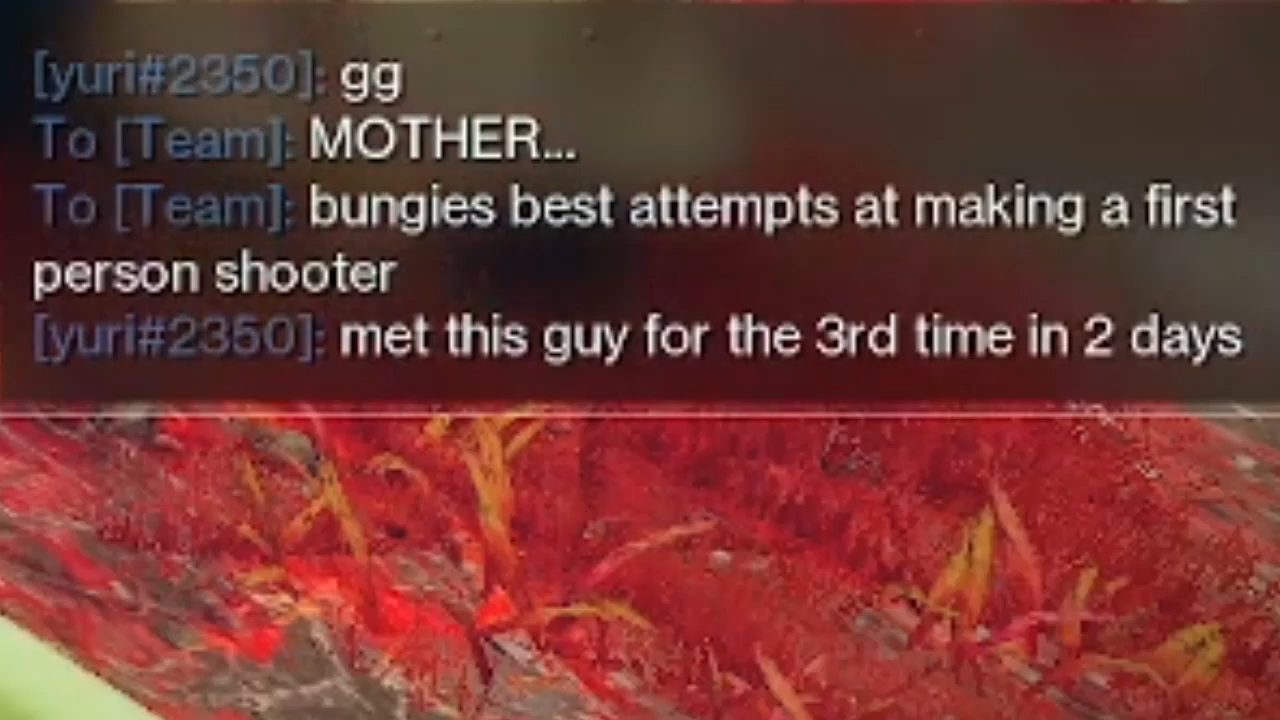 [yuri#2350]: gg
To [Team]: MOTHER...
To [Team]: bungies best attempts at making a first
person shooter
[yuri#2350]: met this guy for the 3rd time in 2 days